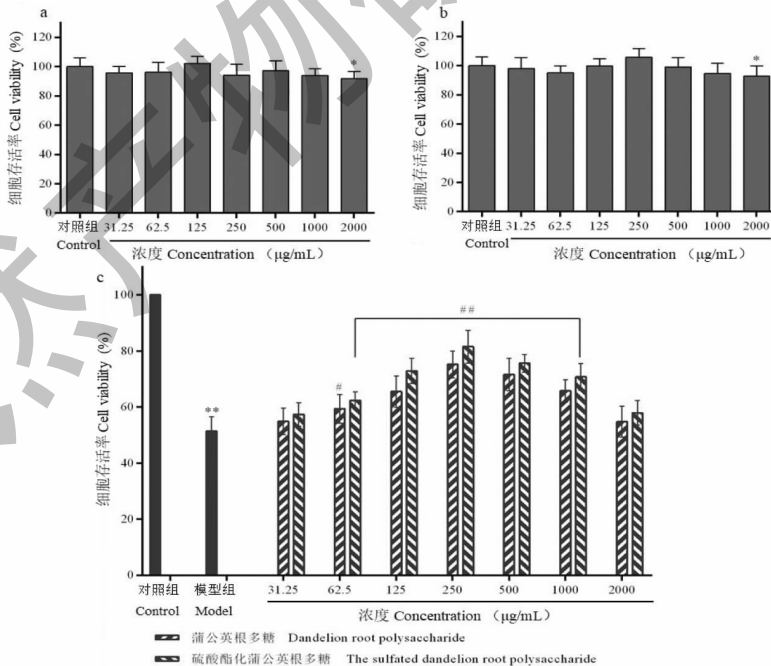 a
细胞存活率 Cell viability (%)
140
120
100
80
60
40
20
0
对照组 31.25 62.5 125 250 500 1000 2000
Control
浓度 Concentration （μg/mL）
*
b
细胞存活率 Cell viability (%)
140
120
100
80
60
40
120
0
对照组 31.25 62.5 125 250 500 1000 2000
Control
浓度 Concentration （μg/mL）
*
c
细胞存活率 Cell viability (%)
100
80
60
40
120
0
**
#
##
对照组 模型组 31.25 62.5 125 250 500 1000 2000
Control Model
浓度 Concentration （μg/mL）
蒲公英根多糖 Dandelion root polysaccharide
硫酸酯化蒲公英根多糖 The sulfated dandelion root polysaccharide